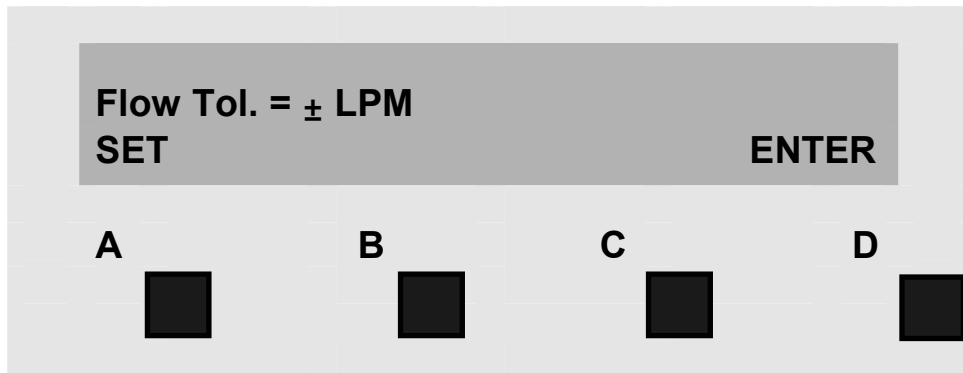 Flow Tol. = ± LPM
SET ENTER
A B C D